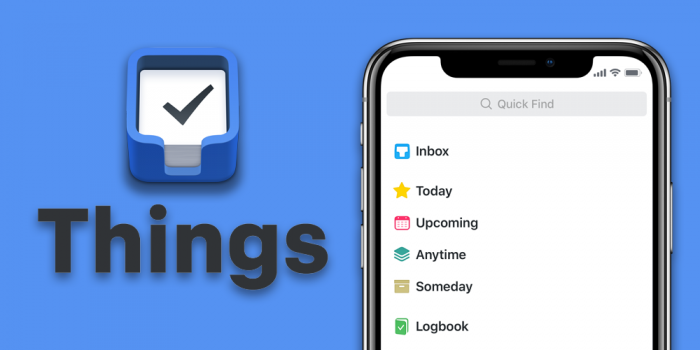 Things
Quick Find
Inbox
Today
Upcoming
Anytime
Someday
Logbook